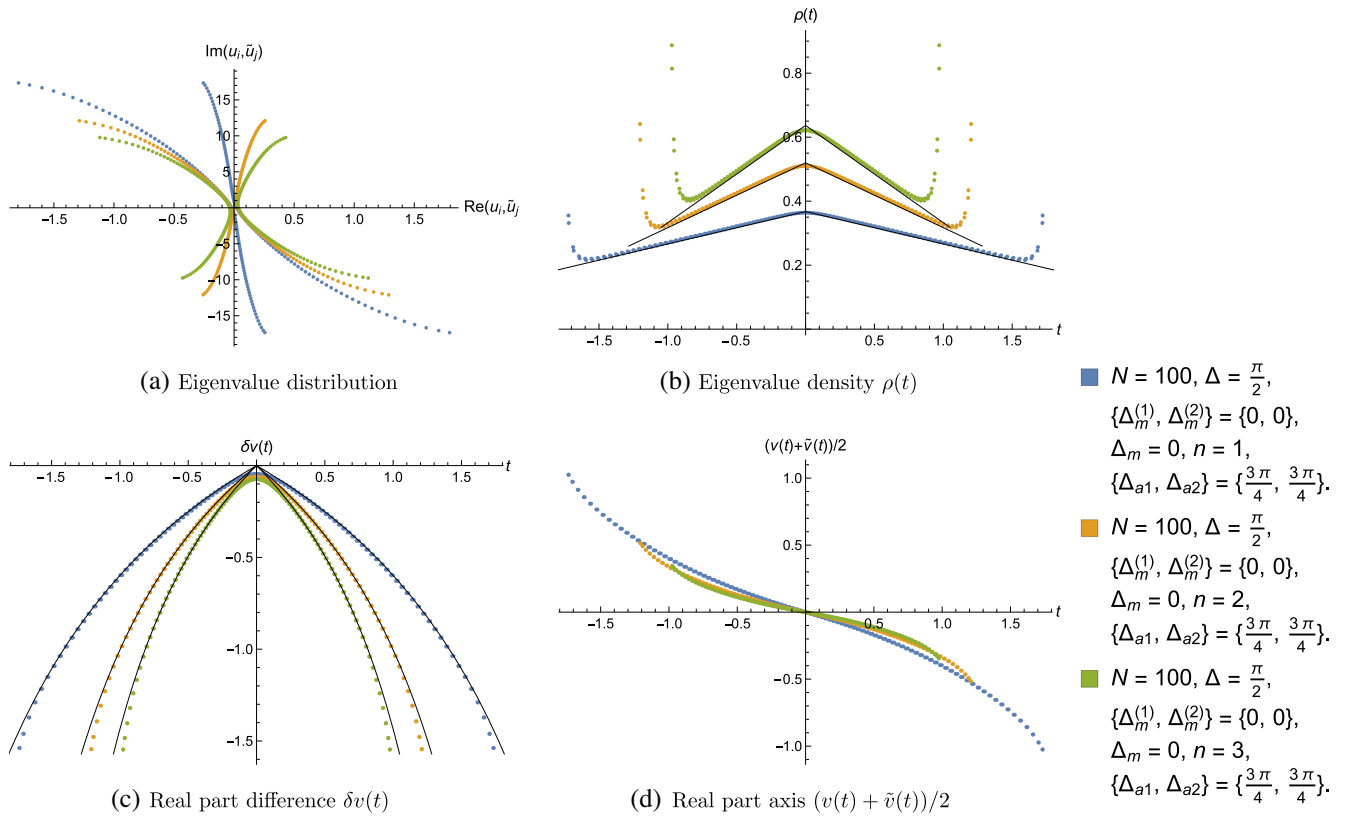 Im(u_i,ũ_j)
15
10
5
−1.5 −1.0 −0.5 0.5 1.0 1.5 Re(u_i,ũ_j
−5
−10
−15
(a) Eigenvalue distribution
ρ(t)
0.8
0.6
0.4
0.2
−1.5 −1.0 −0.5 0.5 1.0 1.5 t
(b) Eigenvalue density ρ(t)
δv(t)
−1.5 −1.0 −0.5 0.5 1.0 1.5 t
−0.5
−1.0
−1.5
(c) Real part difference δv(t)
(v(t)+ṽ(t))/2
1.0
0.5
−1.5 −1.0 −0.5 0.5 1.0 1.5 t
−0.5
−1.0
(d) Real part axis (v(t) + ṽ(t))/2
N = 100, Δ = π/2,
{Δ_m^(1), Δ_m^(2)} = {0, 0},
Δ_m = 0, n = 1,
{Δ_a1, Δ_a2} = {3π/4, 3π/4}.
N = 100, Δ = π/2,
{Δ_m^(1), Δ_m^(2)} = {0, 0},
Δ_m = 0, n = 2,
{Δ_a1, Δ_a2} = {3π/4, 3π/4}.
N = 100, Δ = π/2,
{Δ_m^(1), Δ_m^(2)} = {0, 0},
Δ_m = 0, n = 3,
{Δ_a1, Δ_a2} = {3π/4, 3π/4}.